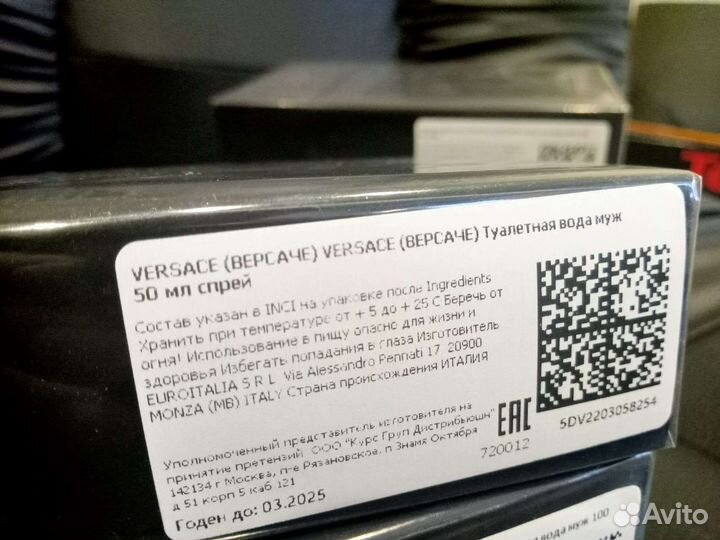 VERSACE (ВЕРСАЧЕ) VERSACE (ВЕРСАЧЕ) Туалетная вода муж
50 мл спрей
Состав указан в INCI на упаковке после Ingredients
Хранить при температуре от + 5 до + 25 С Беречь от
огня! Использование в пищу опасно для жизни и
здоровья Избегать попадания в глаза Изготовитель
EUROITALIA S R L Via Alessandro Pennati 17 20900
MONZA (MB) ITALY Страна происхождения ИТАЛИЯ
Уполномоченный представитель изготовителя на
принятие претензий ООО "Курс Груп Дистрибьюшн"
142134 г Москва, п-е Рязановское, п Знамя Октября
д 51 корп 5 каб 121
Годен до: 03.2025
EAC
720012
5DV2203058254
вода муж 100
Avito